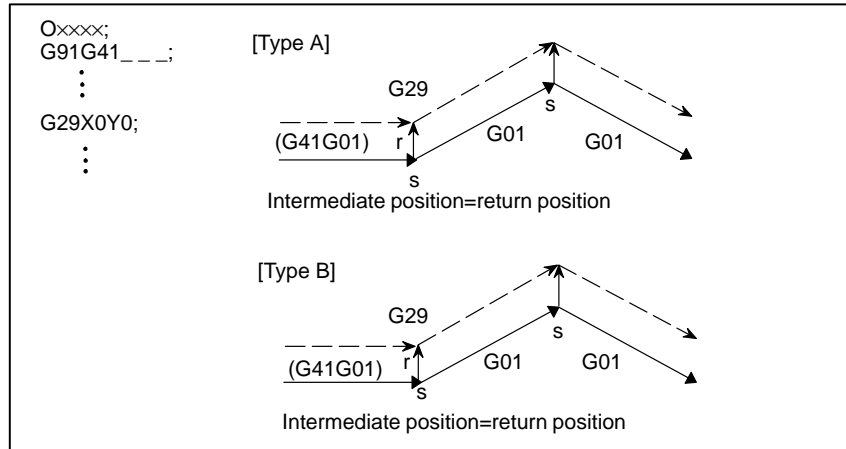 O××××;
G91G41_ _ _;
G29X0Y0;
[Type A]
G29
s
(G41G01)
r
G01
G01
s
Intermediate position=return position
[Type B]
G29
s
(G41G01)
r
G01
G01
s
Intermediate position=return position